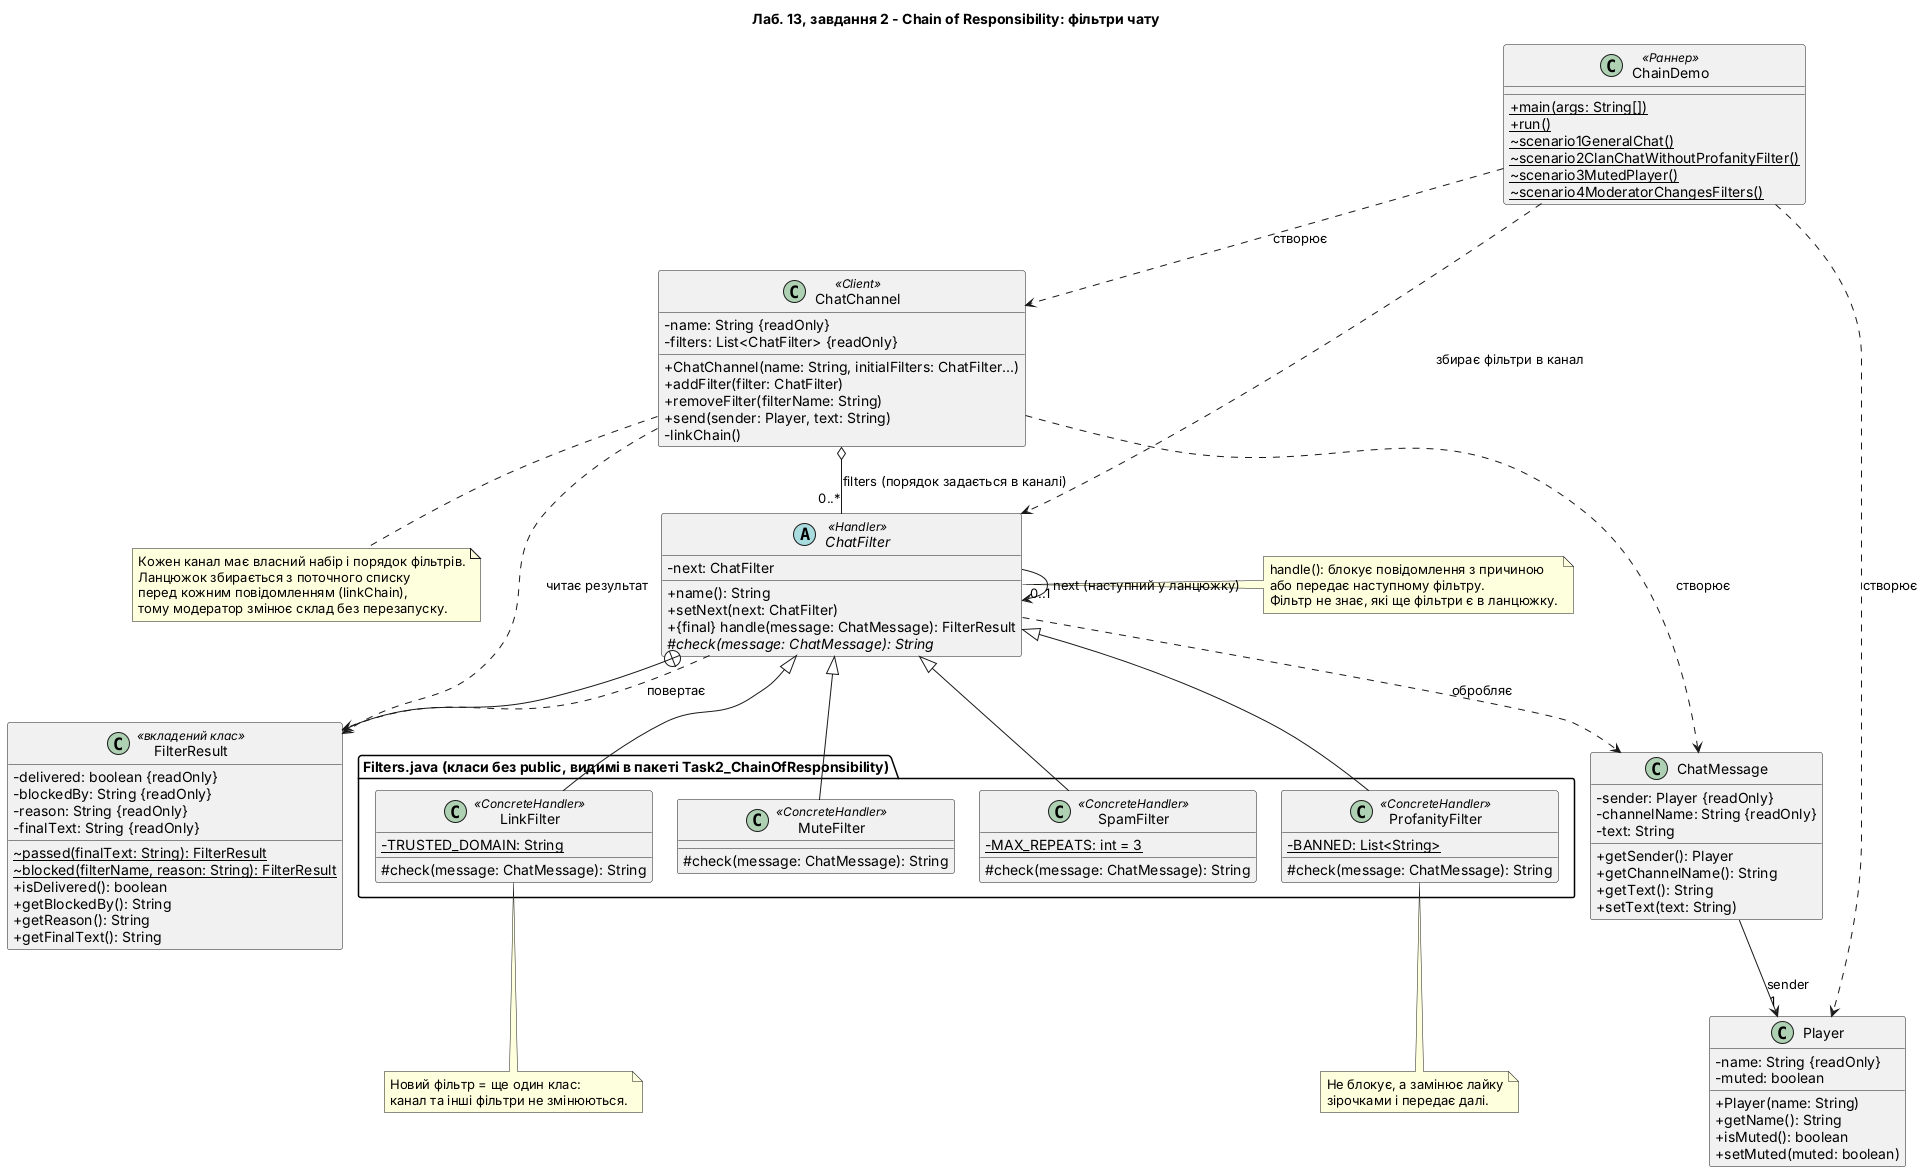 Лаб. 13, завдання 2 - Chain of Responsibility: фільтри чату
C
«Раннер»
ChainDemo
+main(args: String[])
+run()
~scenario1GeneralChat()
~scenario2ClanChatWithoutProfanityFilter()
~scenario3MutedPlayer()
~scenario4ModeratorChangesFilters()
створює
збирає фільтри в канал
створює
C
«Client»
ChatChannel
-name: String {readOnly}
-filters: List<ChatFilter> {readOnly}
+ChatChannel(name: String, initialFilters: ChatFilter...)
+addFilter(filter: ChatFilter)
+removeFilter(filterName: String)
+send(sender: Player, text: String)
-linkChain()
filters (порядок задається в каналі)
0..*
Кожен канал має власний набір і порядок фільтрів.
Ланцюжок збирається з поточного списку
перед кожним повідомленням (linkChain),
тому модератор змінює склад без перезапуску.
читає результат
A
«Handler»
ChatFilter
-next: ChatFilter
+name(): String
+setNext(next: ChatFilter)
+{final} handle(message: ChatMessage): FilterResult
#check(message: ChatMessage): String
next (наступний у ланцюжку)
0..1
handle(): блокує повідомлення з причиною
або передає наступному фільтру.
Фільтр не знає, які ще фільтри є в ланцюжку.
створює
повертає
обробляє
C
«вкладений клас»
FilterResult
-delivered: boolean {readOnly}
-blockedBy: String {readOnly}
-reason: String {readOnly}
-finalText: String {readOnly}
~passed(finalText: String): FilterResult
~blocked(filterName, reason: String): FilterResult
+isDelivered(): boolean
+getBlockedBy(): String
+getReason(): String
+getFinalText(): String
Filters.java (класи без public, видимі в пакеті Task2_ChainOfResponsibility)
C
«ConcreteHandler»
LinkFilter
-TRUSTED_DOMAIN: String
#check(message: ChatMessage): String
C
«ConcreteHandler»
MuteFilter
#check(message: ChatMessage): String
C
«ConcreteHandler»
SpamFilter
-MAX_REPEATS: int = 3
#check(message: ChatMessage): String
C
«ConcreteHandler»
ProfanityFilter
-BANNED: List<String>
#check(message: ChatMessage): String
C
ChatMessage
-sender: Player {readOnly}
-channelName: String {readOnly}
-text: String
+getSender(): Player
+getChannelName(): String
+getText(): String
+setText(text: String)
sender
1
Новий фільтр = ще один клас:
канал та інші фільтри не змінюються.
Не блокує, а замінює лайку
зірочками і передає далі.
C
Player
-name: String {readOnly}
-muted: boolean
+Player(name: String)
+getName(): String
+isMuted(): boolean
+setMuted(muted: boolean)